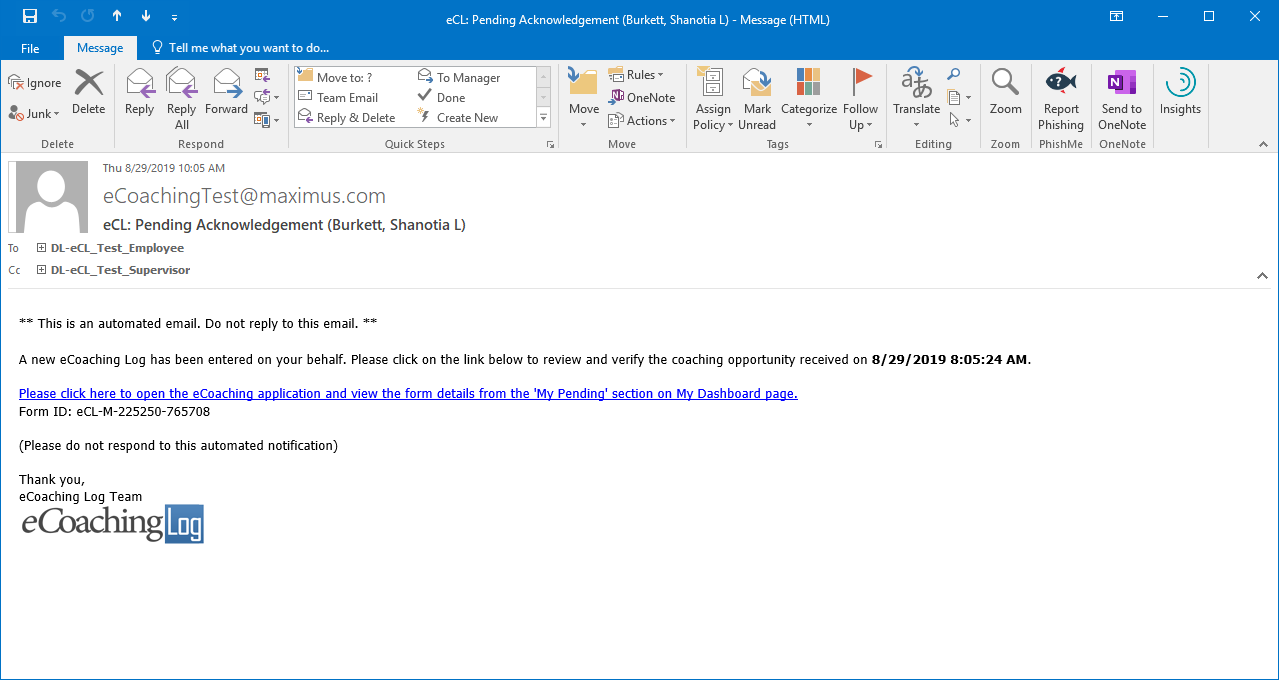 eCL: Pending Acknowledgement (Burkett, Shanotia L) - Message (HTML)
File
Message
Tell me what you want to do...
Ignore
Junk
Delete
Delete
Reply
Reply All
Forward
Respond
Move to: ?
To Manager
Team Email
Done
Reply & Delete
Create New
Quick Steps
Move
Rules
OneNote
Actions
Move
Assign Policy
Mark Unread
Categorize
Follow Up
Tags
Translate
Editing
Zoom
Zoom
Report Phishing
PhishMe
Send to OneNote
OneNote
Insights
Thu 8/29/2019 10:05 AM
eCoachingTest@maximus.com
eCL: Pending Acknowledgement (Burkett, Shanotia L)
To DL-eCL_Test_Employee
Cc DL-eCL_Test_Supervisor
** This is an automated email. Do not reply to this email. **
A new eCoaching Log has been entered on your behalf. Please click on the link below to review and verify the coaching opportunity received on 8/29/2019 8:05:24 AM.
Please click here to open the eCoaching application and view the form details from the 'My Pending' section on My Dashboard page.
Form ID: eCL-M-225250-765708
(Please do not respond to this automated notification)
Thank you,
eCoaching Log Team
eCoaching Log